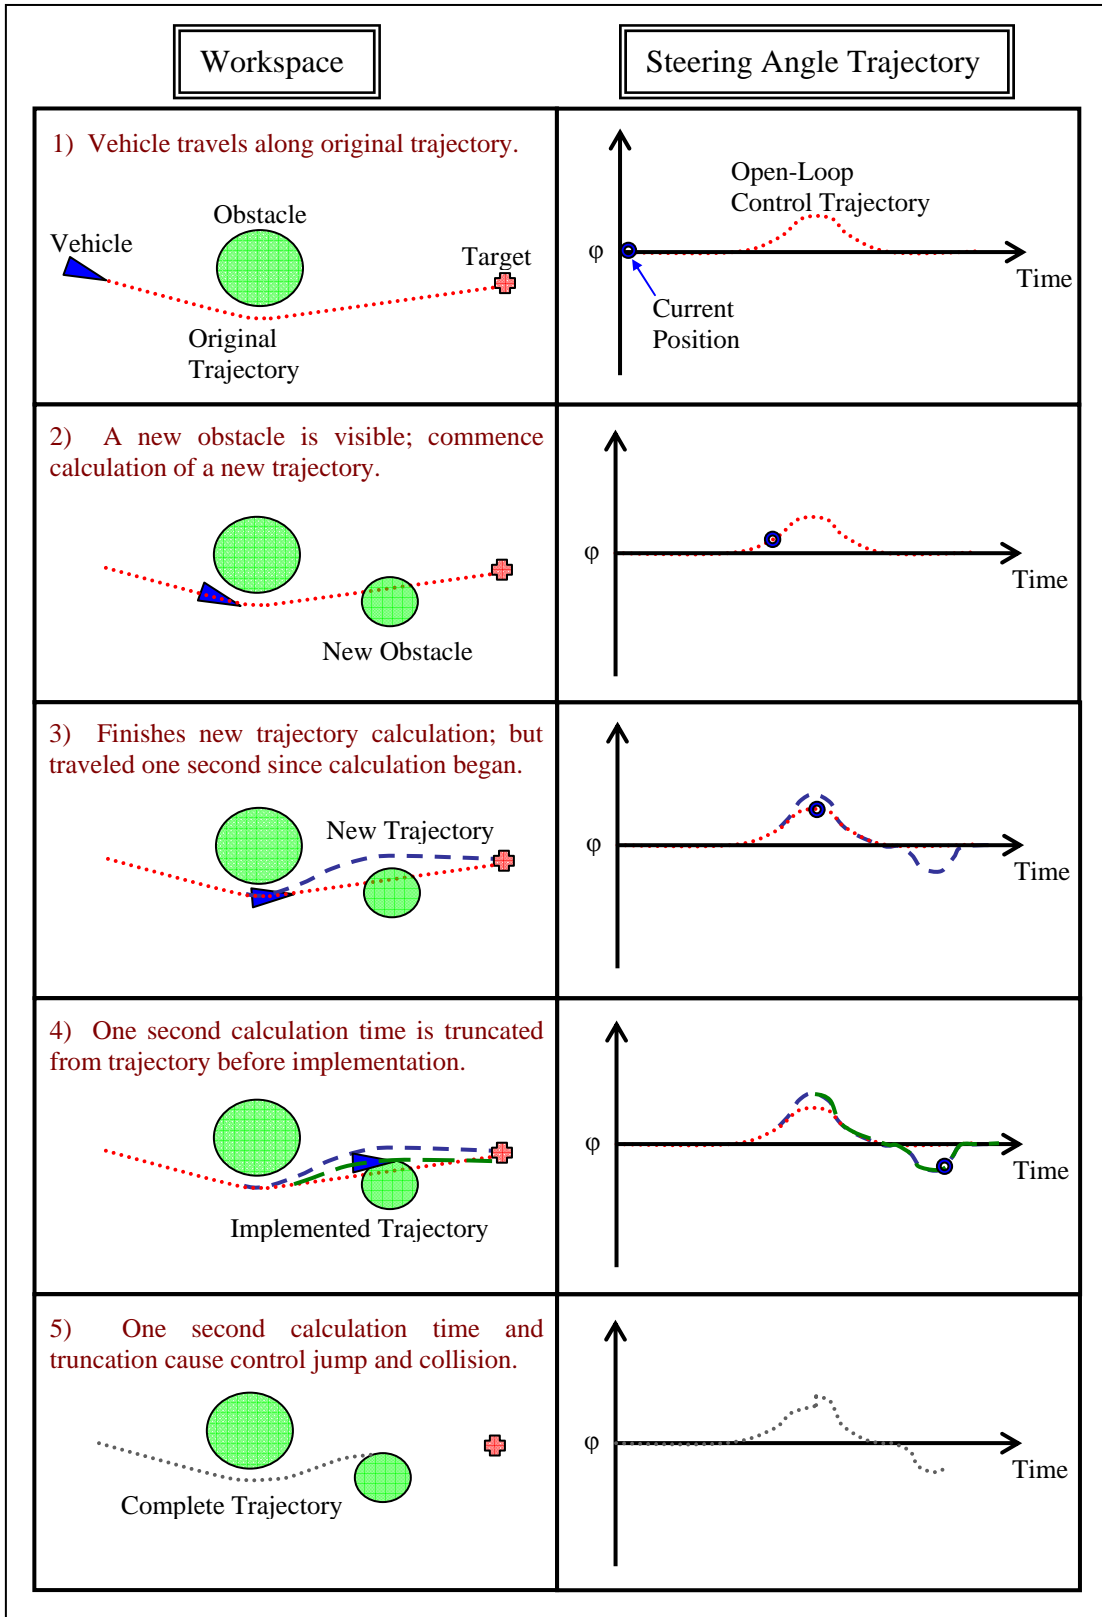 Workspace
Steering Angle Trajectory
1) Vehicle travels along original trajectory.
Obstacle
Vehicle
Target
Original
Trajectory
Open-Loop
Control Trajectory
φ
Time
Current
Position
2) A new obstacle is visible; commence
calculation of a new trajectory.
New Obstacle
φ
Time
3) Finishes new trajectory calculation; but
traveled one second since calculation began.
New Trajectory
φ
Time
4) One second calculation time is truncated
from trajectory before implementation.
Implemented Trajectory
φ
Time
5) One second calculation time and
truncation cause control jump and collision.
Complete Trajectory
φ
Time